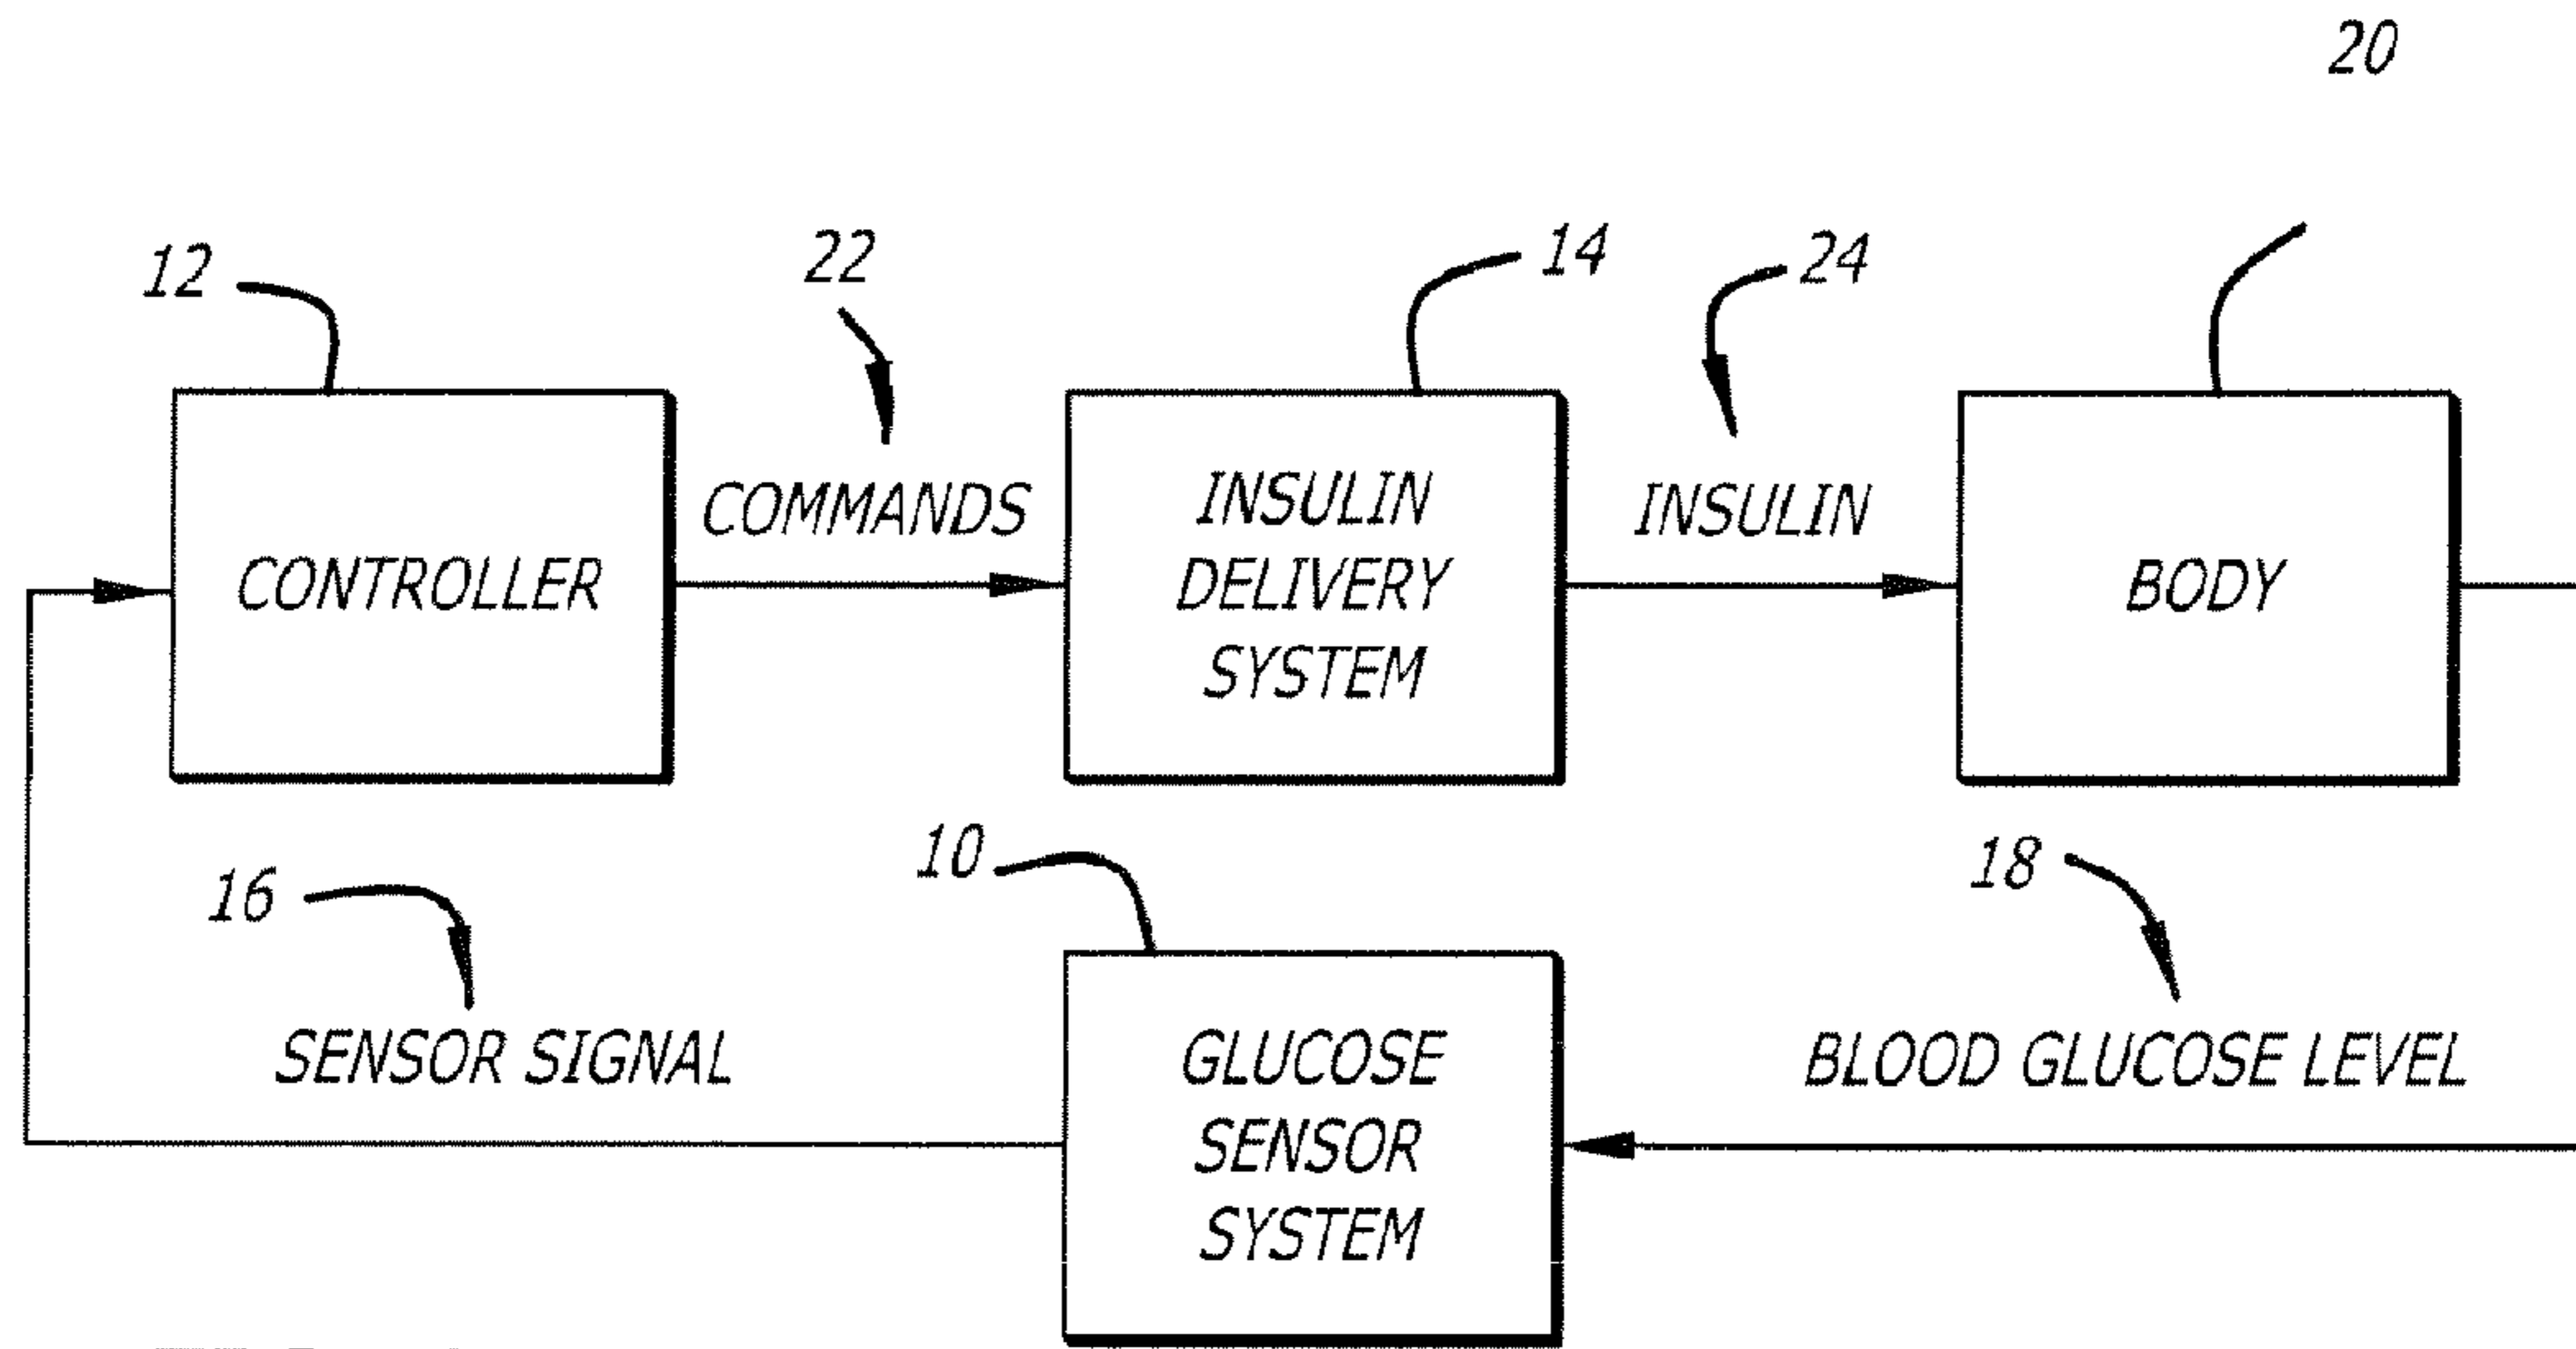 20
12
22
14
24
COMMANDS
INSULIN
DELIVERY
SYSTEM
INSULIN
CONTROLLER
BODY
16
10
18
SENSOR SIGNAL
GLUCOSE
SENSOR
SYSTEM
BLOOD GLUCOSE LEVEL